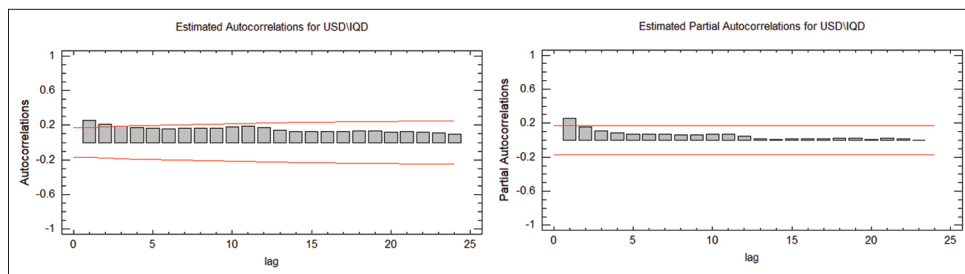 Estimated Autocorrelations for USD\IQD
1
0.6
0.2
-0.2
-0.6
-1
Autocorrelations
0 5 10 15 20 25
lag
Estimated Partial Autocorrelations for USD\IQD
1
0.6
0.2
-0.2
-0.6
-1
Partial Autocorrelations
0 5 10 15 20 25
lag